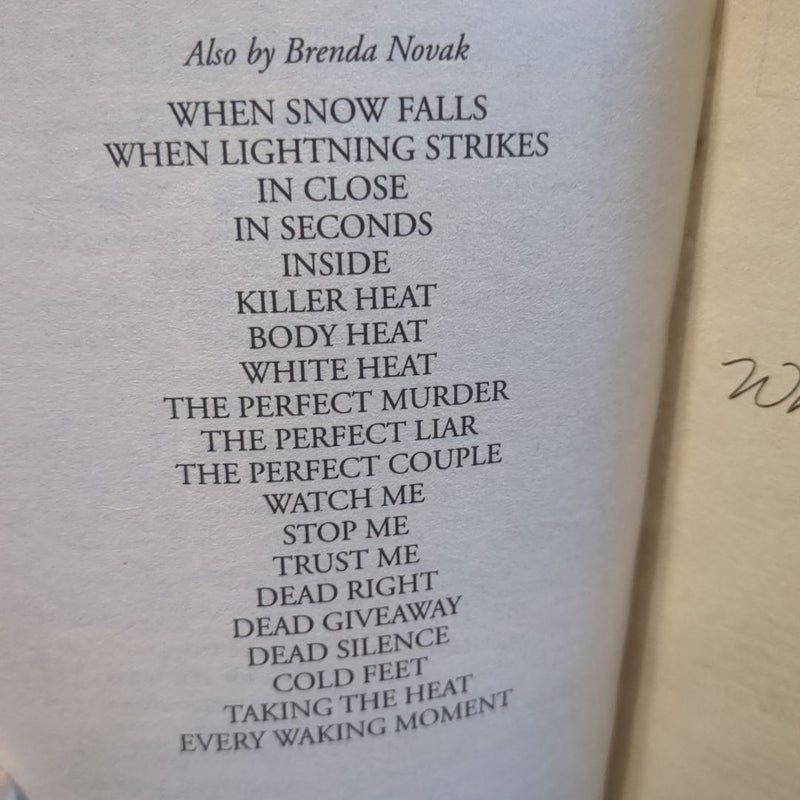 Also by Brenda Novak
WHEN SNOW FALLS
WHEN LIGHTNING STRIKES
IN CLOSE
IN SECONDS
INSIDE
KILLER HEAT
BODY HEAT
WHITE HEAT
THE PERFECT MURDER
THE PERFECT LIAR
THE PERFECT COUPLE
WATCH ME
STOP ME
TRUST ME
DEAD RIGHT
DEAD GIVEAWAY
DEAD SILENCE
COLD FEET
TAKING THE HEAT
EVERY WAKING MOMENT